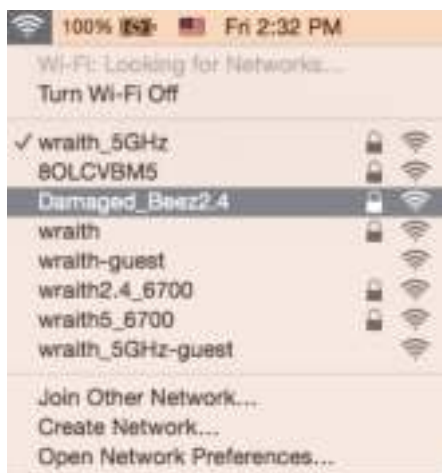 100% Fri 2:32 PM
Wi-Fi: Looking for Networks...
Turn Wi-Fi Off
✓ wraith_5GHz
8OLCVBM5
Damaged_Beez2.4
wraith
wraith-guest
wraith2.4_6700
wraith5_6700
wraith_5GHz-guest
Join Other Network...
Create Network...
Open Network Preferences...